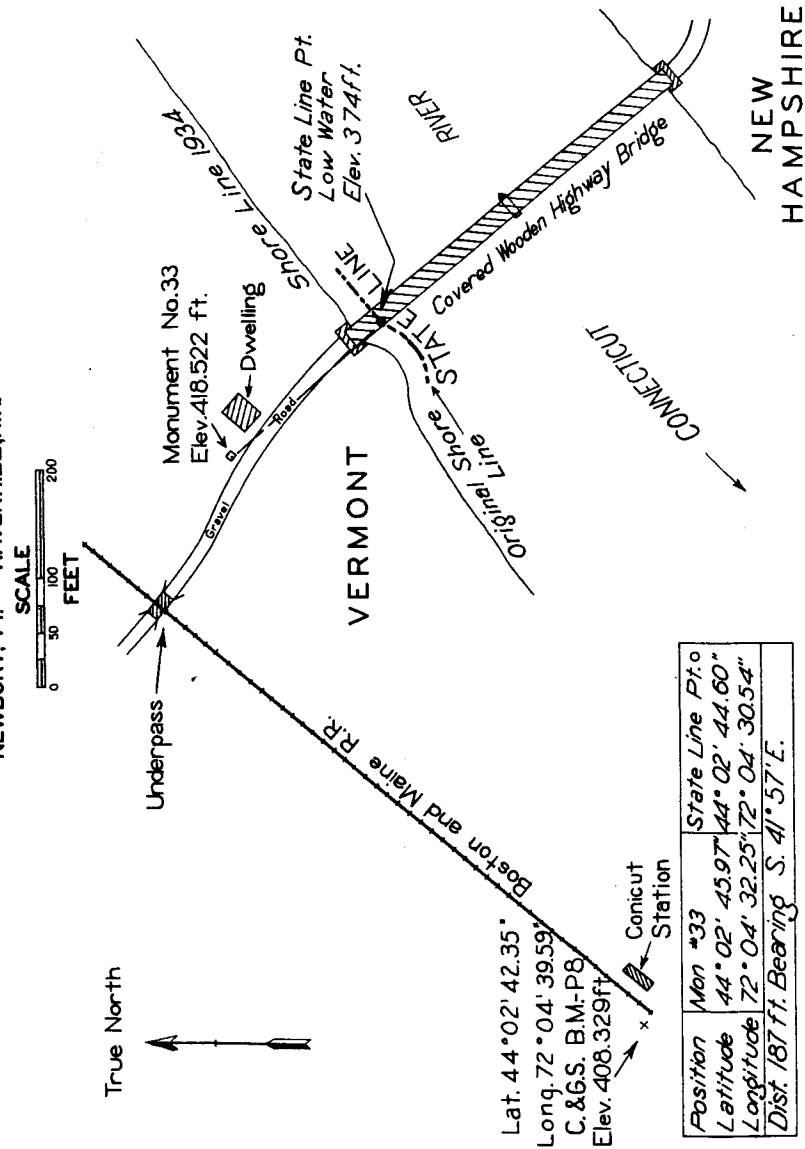 SCALE
0 50 100 200
FEET
True North
Underpass
Monument No.33
Elev.418.522 ft.
Dwelling
Gravel
Road
Shore Line 1934
State Line Pt.
Low Water
Elev. 374ft.
RIVER
STATE LINE
Covered Wooden Highway Bridge
VERMONT
Original Shore
Line
CONNECTICUT
NEW
HAMPSHIRE
Boston and Maine R.R.
Lat. 44°02'42.35"
Long. 72°04'39.59"
C.&G.S. B.M.-P8
Elev. 408.329ft.
x
Conicut
Station
Position Mon #33 State Line Pt.o
Latitude 44° 02' 45.97" 44° 02' 44.60"
Longitude 72° 04' 32.25" 72° 04' 30.54"
Dist. 187 ft. Bearing S. 41° 57' E.